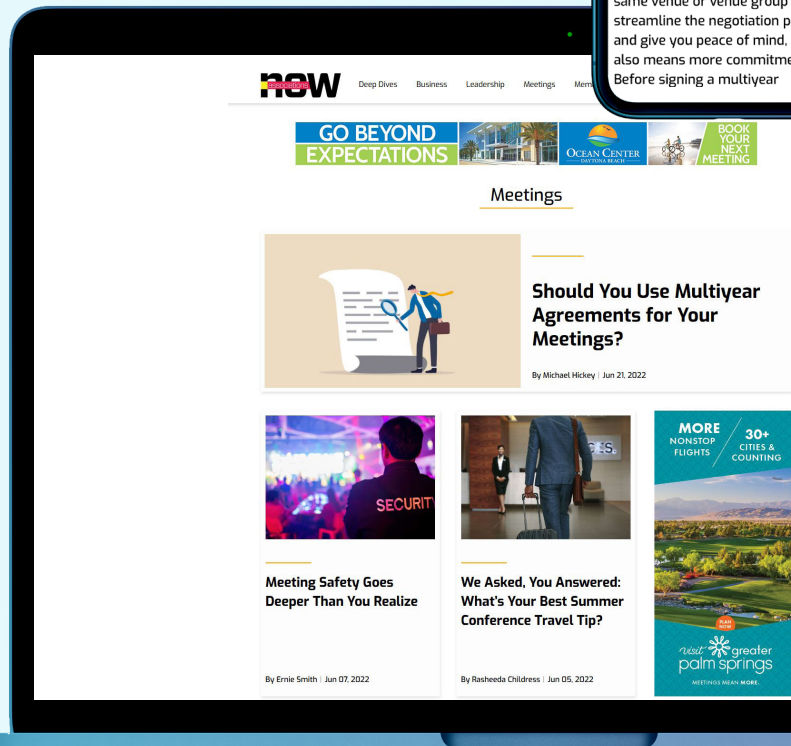 same venue or venue group
streamline the negotiation p
and give you peace of mind,
also means more commitme
Before signing a multiyear
associations
now
Deep Dives Business Leadership Meetings Mem
GO BEYOND
EXPECTATIONS
OCEAN CENTER
DAYTONA BEACH
BOOK
YOUR
NEXT
MEETING
Meetings
Should You Use Multiyear
Agreements for Your
Meetings?
By Michael Hickey | Jun 21, 2022
SECURITY
Meeting Safety Goes
Deeper Than You Realize
By Ernie Smith | Jun 07, 2022
We Asked, You Answered:
What's Your Best Summer
Conference Travel Tip?
By Rasheeda Childress | Jun 05, 2022
MORE
NONSTOP
FLIGHTS
30+
CITIES &
COUNTING
PLAN
NOW
visit greater
palm springs
MEETINGS MEAN MORE.